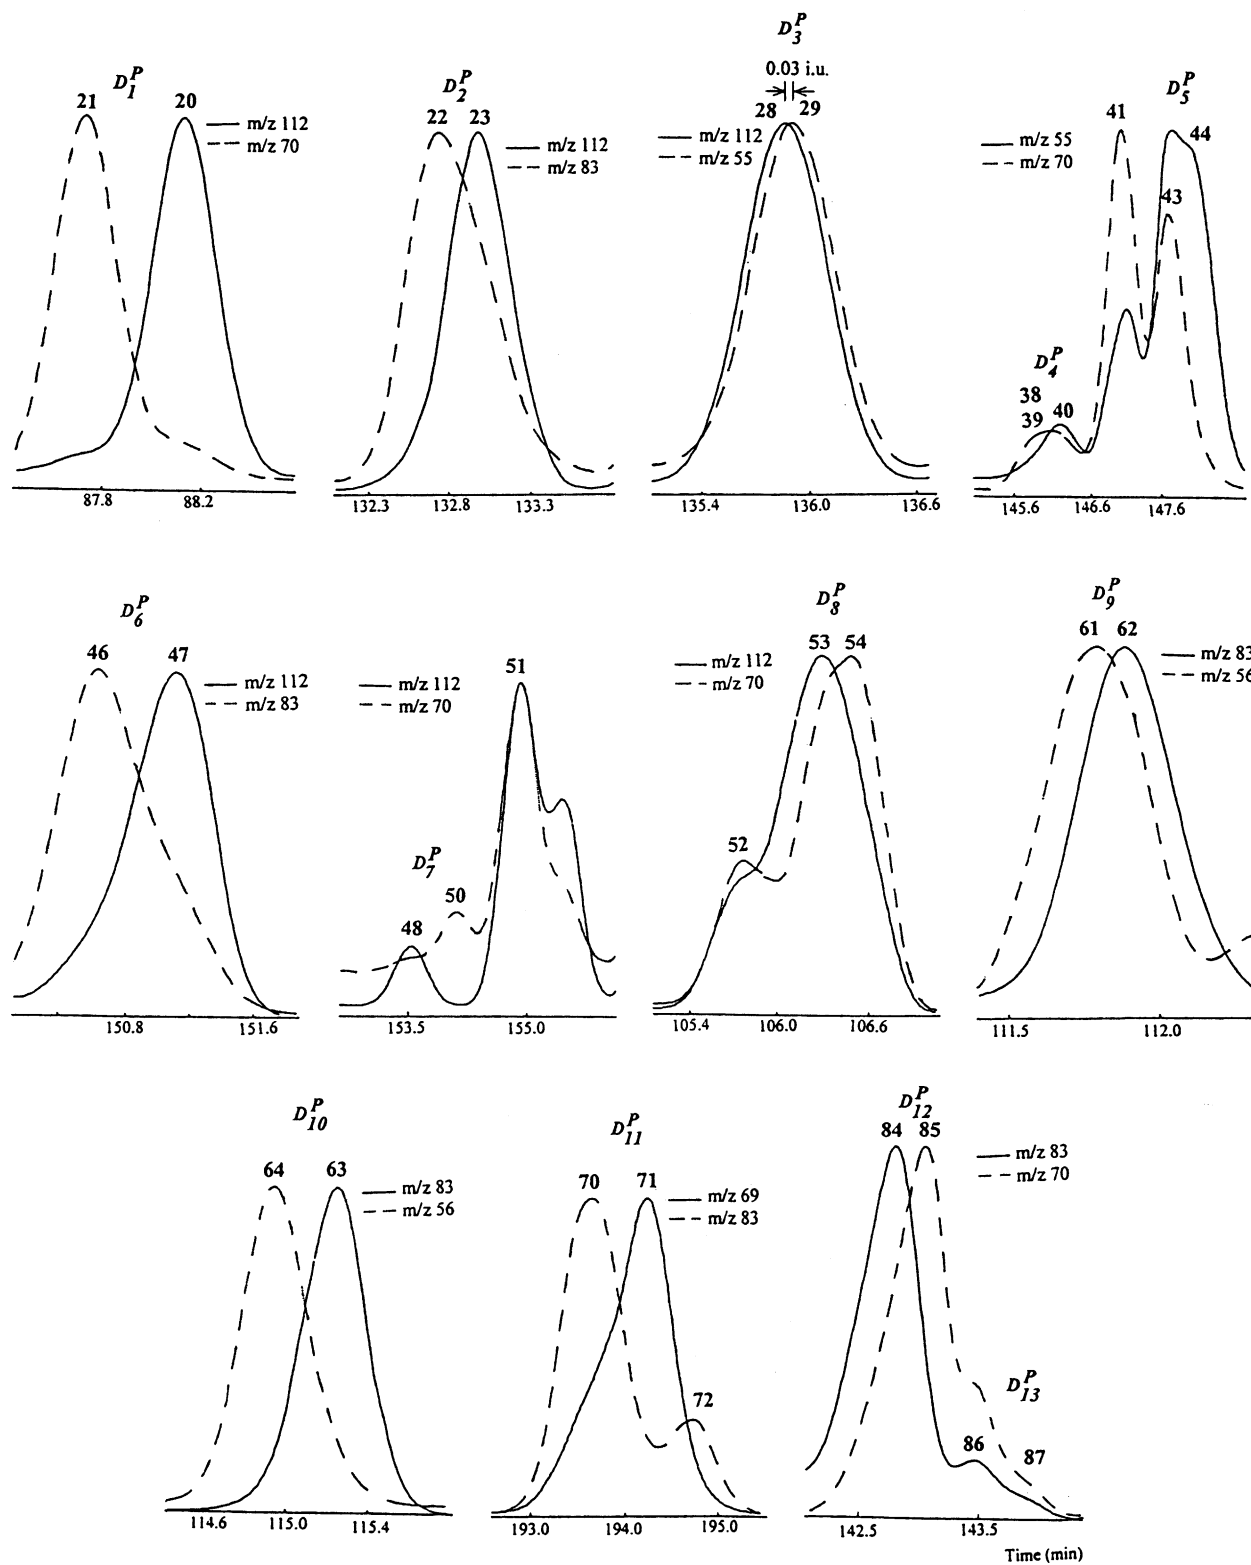 D1P
21 20
m/z 112
m/z 70
87.8 88.2
D2P
22 23
m/z 112
m/z 83
132.3 132.8 133.3
D3P
0.03 i.u.
28 29
m/z 112
m/z 55
135.4 136.0 136.6
D5P
41 44
m/z 55
m/z 70
43
D4P
38
39 40
145.6 146.6 147.6
D6P
46 47
m/z 112
m/z 83
150.8 151.6
51
m/z 112
m/z 70
D7P
50
48
153.5 155.0
D8P
53 54
m/z 112
m/z 70
52
105.4 106.0 106.6
D9P
61 62
m/z 83
m/z 56
111.5 112.0
D10P
64 63
m/z 83
m/z 56
114.6 115.0 115.4
D11P
70 71
m/z 69
m/z 83
72
193.0 194.0 195.0
D12P
84 85
m/z 83
m/z 70
D13P
86 87
142.5 143.5
Time (min)